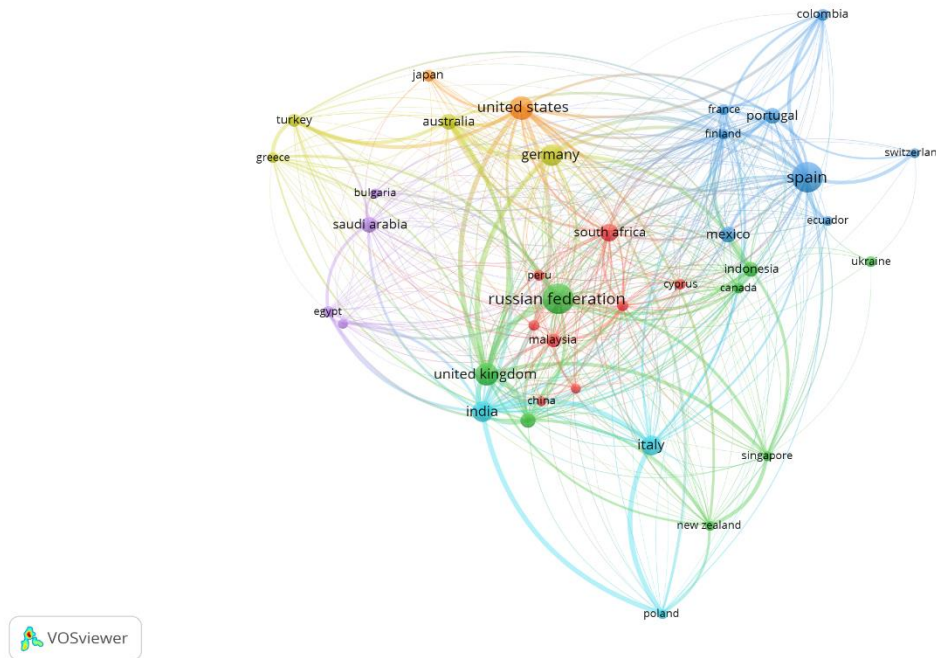 colombia
japan
united states
france
portugal
turkey
australia
finland
greece
germany
switzerlan
spain
bulgaria
saudi arabia
ecuador
south africa
mexico
ukraine
indonesia
peru
cyprus
canada
russian federation
egypt
malaysia
united kingdom
china
india
italy
singapore
new zealand
poland
VOSviewer